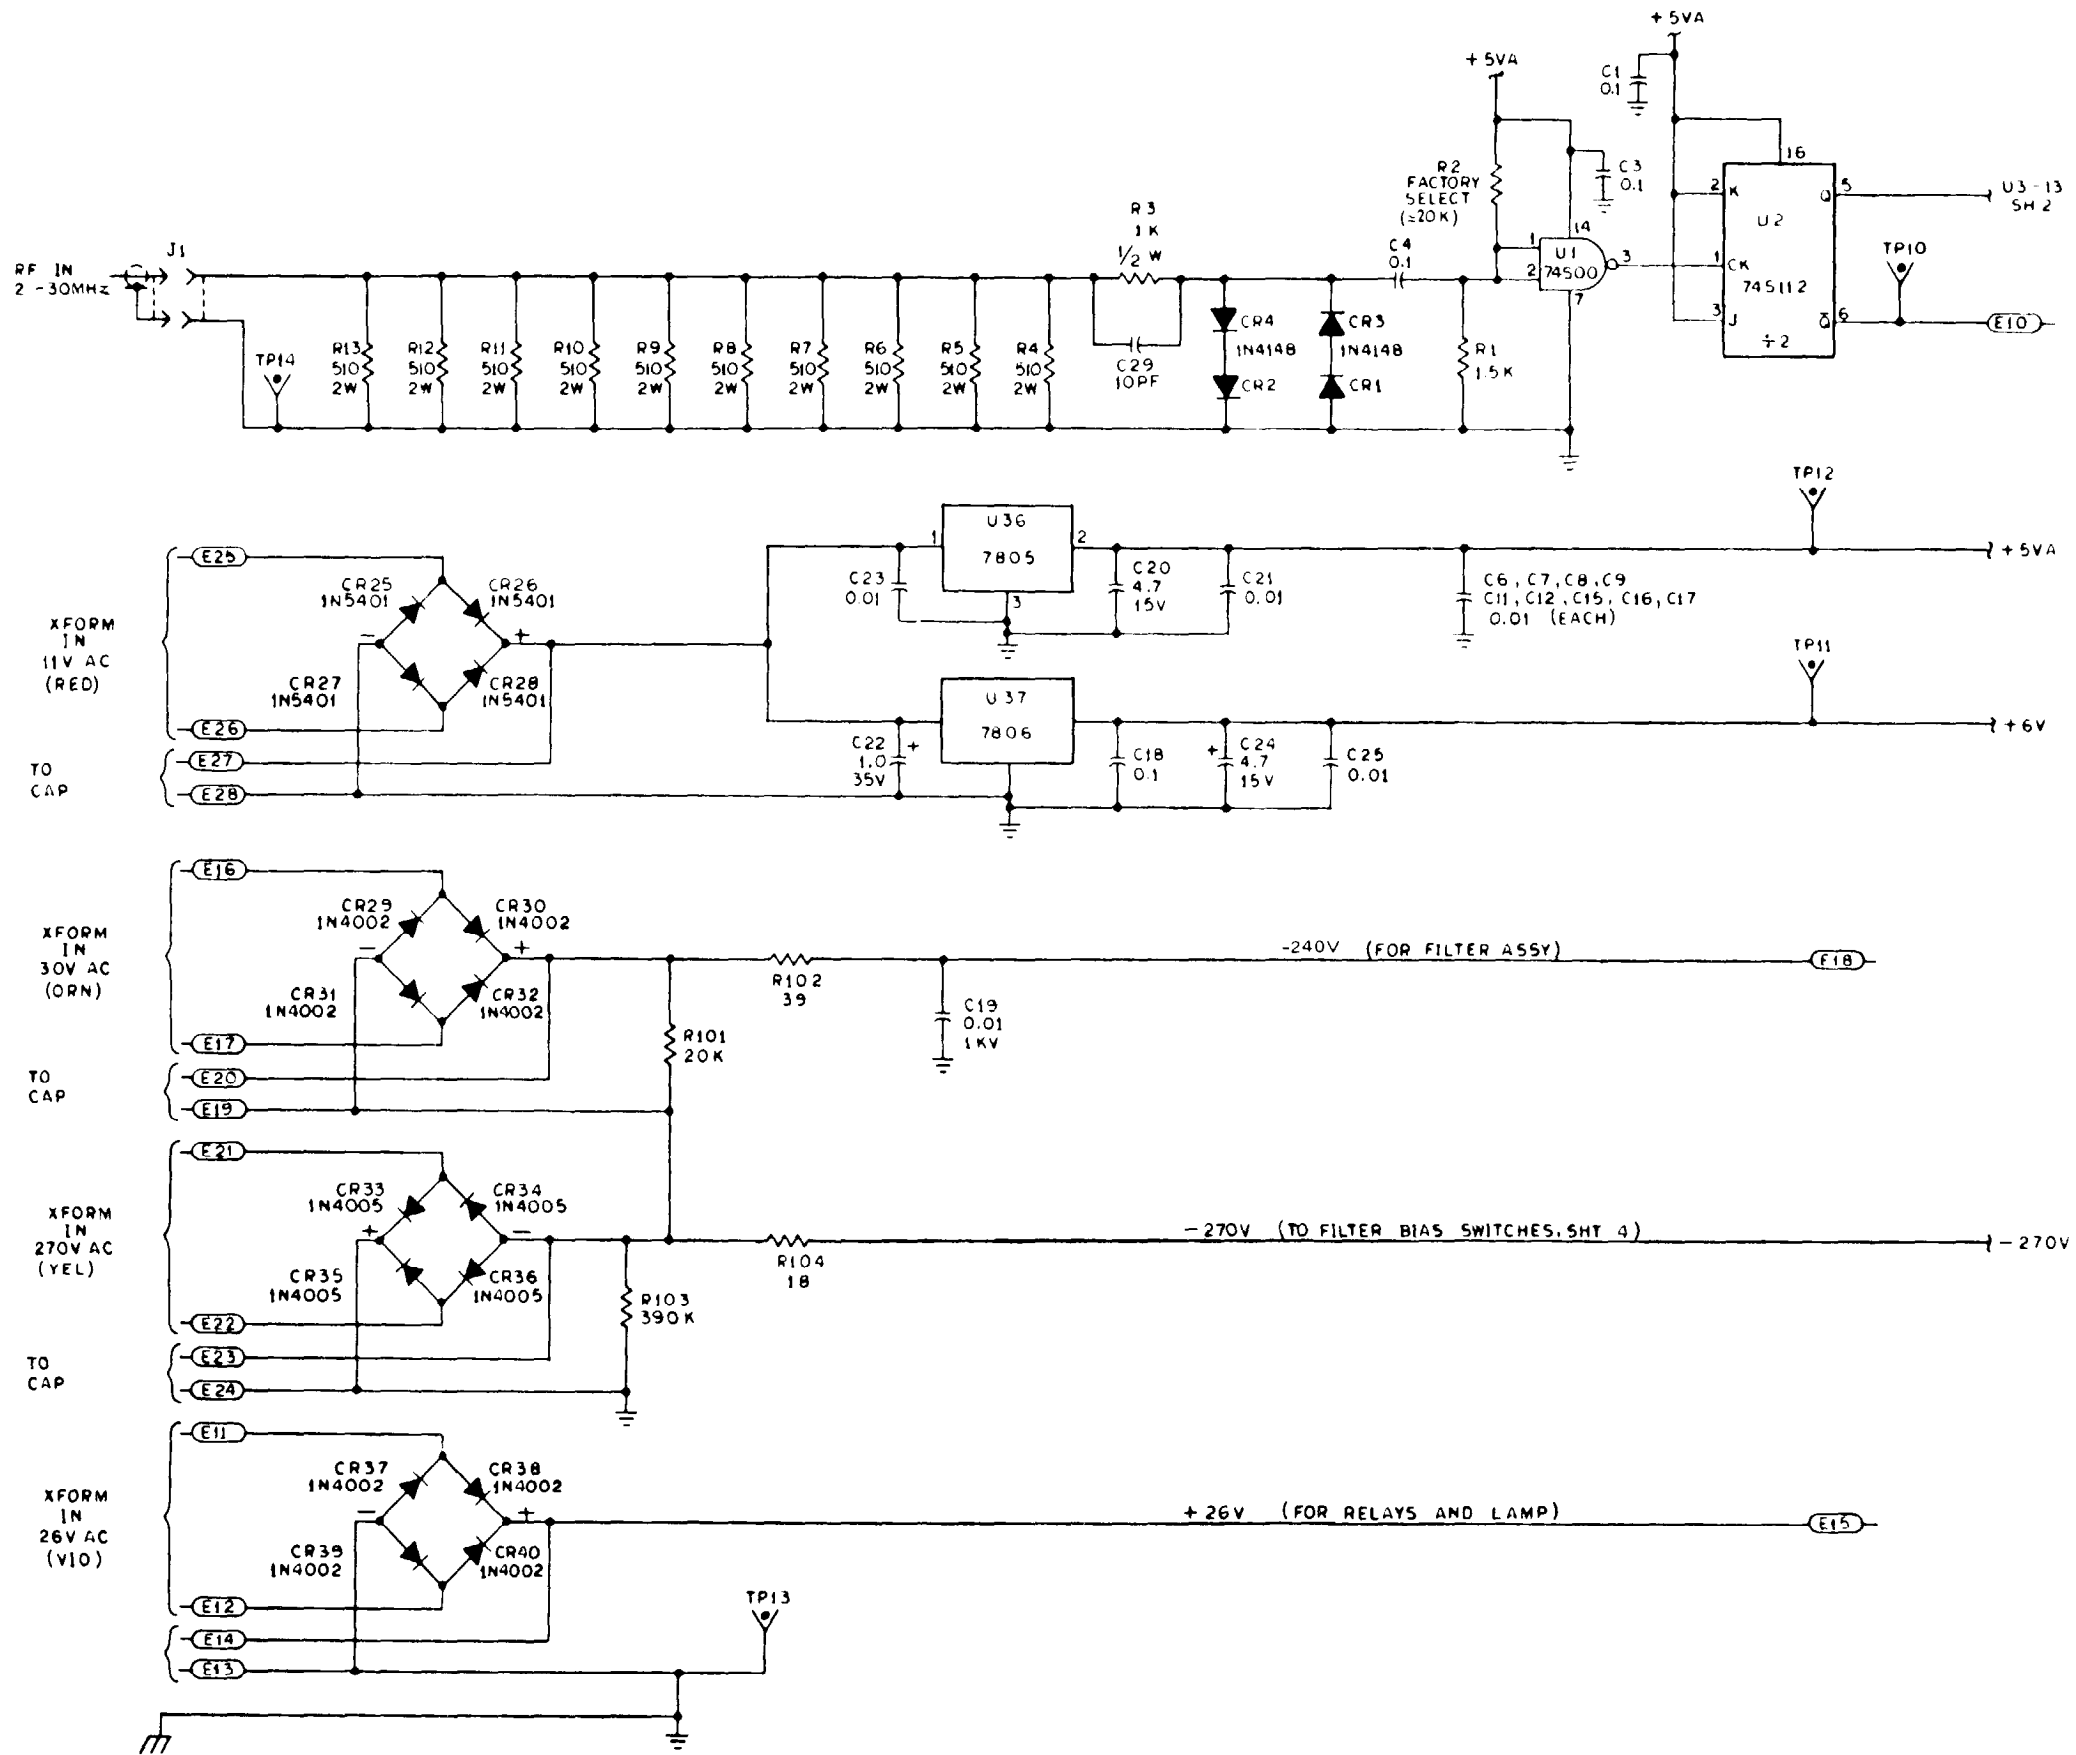 +5VA
+5VA
C1
0.1
16
R2
FACTORY
SELECT
(≈20K)
C3
0.1
14
2 K
Q 5
U3-13
SH 2
U2
R3
1K
1/2 W
C4
0.1
1
2
U1
74S00
3
7
1 CK
74S112
3 J
Q̅ 6
÷2
TP10
E10
J1
RF IN
2-30MHz
TP14
R13
510
2W
R12
510
2W
R11
510
2W
R10
510
2W
R9
510
2W
R8
510
2W
R7
510
2W
R6
510
2W
R5
510
2W
R4
510
2W
C29
10PF
CR4
1N4148
CR2
CR3
1N4148
CR1
R1
1.5K
TP12
E25
CR25
1N5401
CR26
1N5401
XFORM
IN
11V AC
(RED)
−
+
CR27
1N5401
CR28
1N5401
E26
TO
CAP
E27
E28
1
U36
7805
2
3
C23
0.01
C20
4.7
15V
C21
0.01
C6, C7, C8, C9
C11, C12, C15, C16, C17
0.01 (EACH)
+5VA
TP11
U37
7806
C22
1.0
35V
+
C18
0.1
+
C24
4.7
15V
C25
0.01
+6V
E16
CR29
1N4002
CR30
1N4002
XFORM
IN
30V AC
(ORN)
−
+
CR31
1N4002
CR32
1N4002
E17
TO
CAP
E20
E19
R102
39
R101
20K
C19
0.01
1KV
-240V (FOR FILTER ASSY)
E18
E21
CR33
1N4005
CR34
1N4005
XFORM
IN
270V AC
(YEL)
+
−
CR35
1N4005
CR36
1N4005
E22
TO
CAP
E23
E24
R103
390K
R104
18
-270V (TO FILTER BIAS SWITCHES, SHT 4)
-270V
E11
CR37
1N4002
CR38
1N4002
XFORM
IN
26V AC
(VIO)
−
+
CR39
1N4002
CR40
1N4002
E12
E14
E13
+26V (FOR RELAYS AND LAMP)
E15
TP13